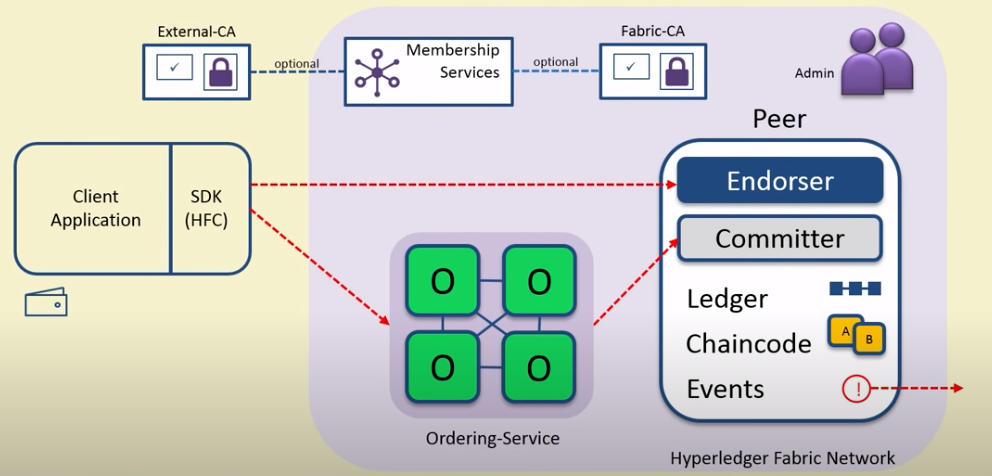 External-CA
optional
Membership
Services
optional
Fabric-CA
✓
✓
Admin
Peer
Client
Application
SDK
(HFC)
Endorser
Committer
O
O
O
O
Ledger
Chaincode
A
B
Events
!
Ordering-Service
Hyperledger Fabric Network